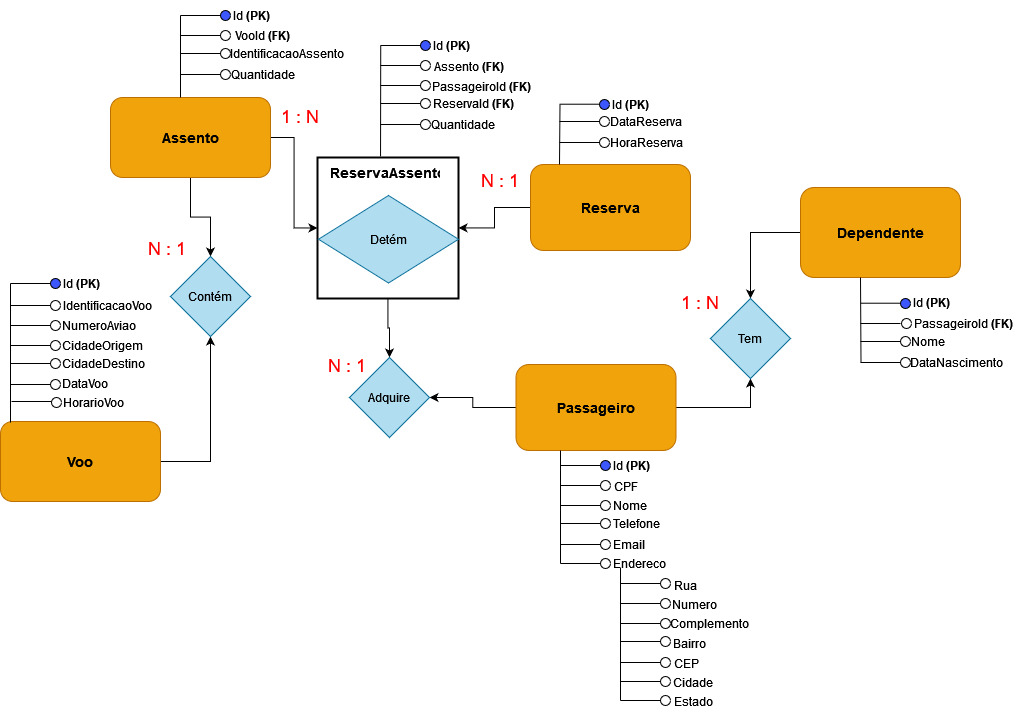 Id (PK)
VooId (FK)
IdentificacaoAssento
Quantidade
Assento
1 : N
Id (PK)
Assento (FK)
PassageiroId (FK)
ReservaId (FK)
Quantidade
ReservaAssento
Detém
N : 1
Id (PK)
DataReserva
HoraReserva
Reserva
Dependente
Id (PK)
PassageiroId (FK)
Nome
DataNascimento
1 : N
Tem
N : 1
Contém
Id (PK)
IdentificacaoVoo
NumeroAviao
CidadeOrigem
CidadeDestino
DataVoo
HorarioVoo
Voo
N : 1
Adquire
Passageiro
Id (PK)
CPF
Nome
Telefone
Email
Endereco
Rua
Numero
Complemento
Bairro
CEP
Cidade
Estado